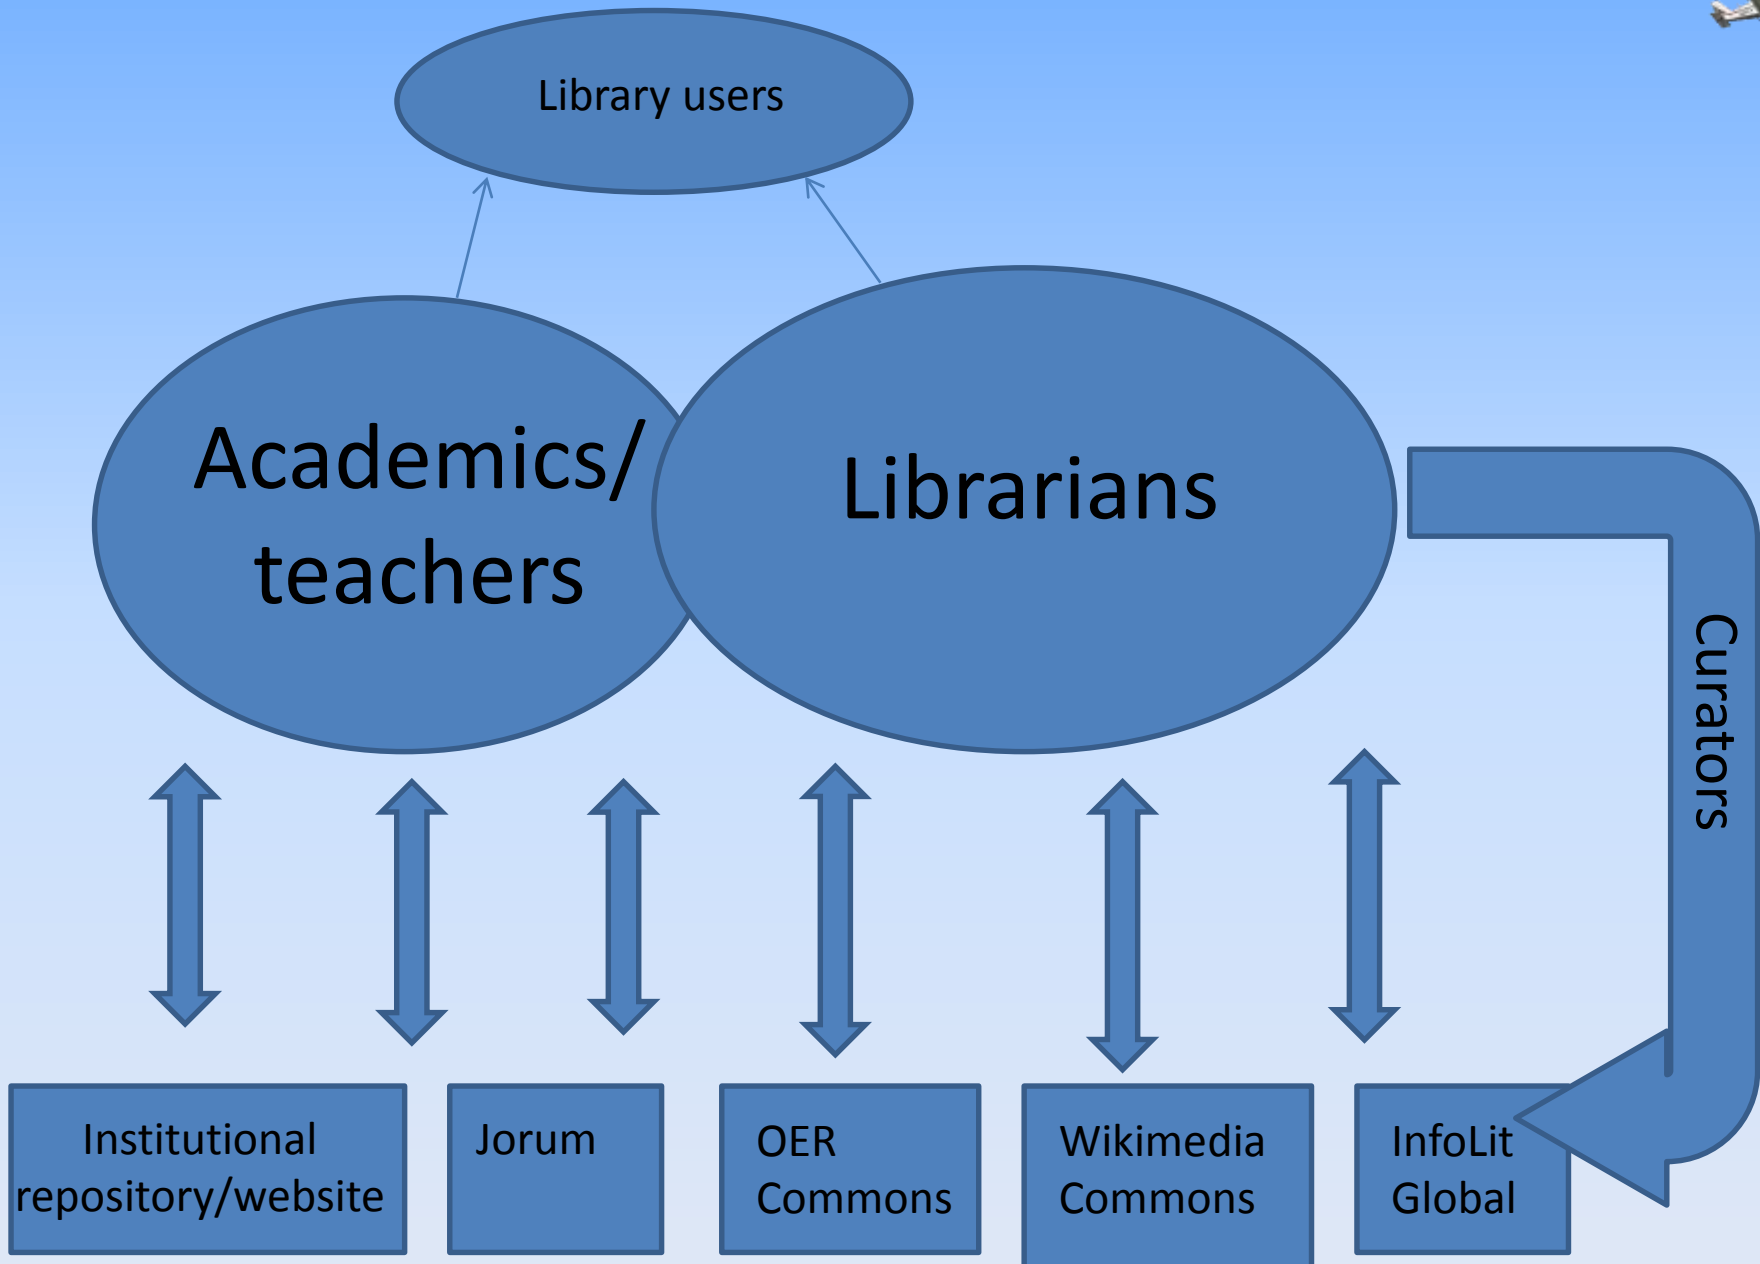 Library users
Academics/
teachers
Librarians
Curators
Institutional
repository/website
Jorum
OER
Commons
Wikimedia
Commons
InfoLit
Global